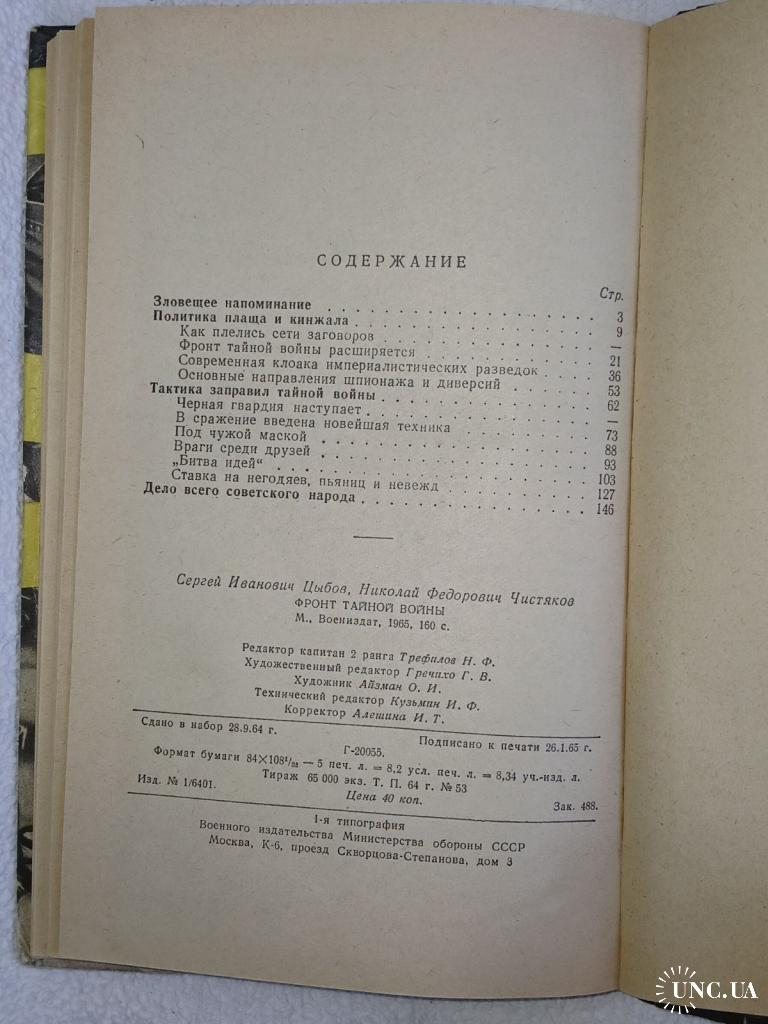 СОДЕРЖАНИЕ
Стр.
Зловещее напоминание . . . . . . . . . . . . . . . . 3
Политика плаща и кинжала . . . . . . . . . . . . . . 9
Как плелись сети заговоров . . . . . . . . . . . . . —
Фронт тайной войны расширяется . . . . . . . . . . . 21
Современная клоака империалистических разведок . . . . 36
Основные направления шпионажа и диверсий . . . . . . 53
Тактика заправил тайной войны . . . . . . . . . . . . 62
Черная гвардия наступает . . . . . . . . . . . . . . —
В сражение введена новейшая техника . . . . . . . . . 73
Под чужой маской . . . . . . . . . . . . . . . . . . 88
Враги среди друзей . . . . . . . . . . . . . . . . . 93
„Битва идей“ . . . . . . . . . . . . . . . . . . . . 103
Ставка на негодяев, пьяниц и невежд . . . . . . . . . 127
Дело всего советского народа . . . . . . . . . . . . 146
Сергей Иванович Цыбов, Николай Федорович Чистяков
ФРОНТ ТАЙНОЙ ВОЙНЫ
М., Воениздат, 1965, 160 с.
Редактор капитан 2 ранга Трефилов Н. Ф.
Художественный редактор Гречихо Г. В.
Художник Айзман О. И.
Технический редактор Кузьмин И. Ф.
Корректор Алешина И. Т.
Сдано в набор 28.9.64 г. Подписано к печати 26.1.65 г.
Г-20055.
Формат бумаги 84×108¹/₃₂ — 5 печ. л. = 8,2 усл. печ. л. = 8,34 уч.-изд. л.
Тираж 65 000 экз. Т. П. 64 г. № 53
Изд. № 1/6401. Цена 40 коп. Зак. 488.
1-я типография
Военного издательства Министерства обороны СССР
Москва, К-6, проезд Скворцова-Степанова, дом 3
UNC.UA